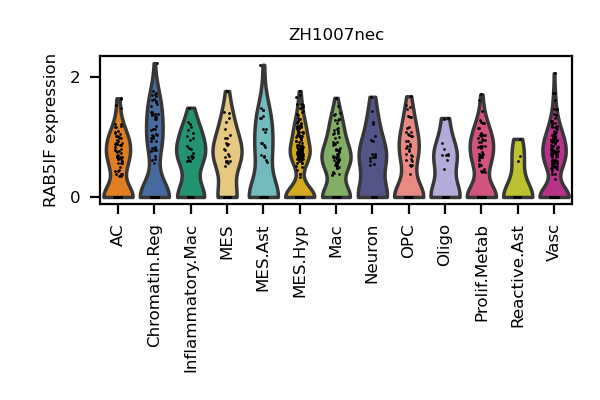 ZH1007nec
RAB5IF expression
2
0
AC
Chromatin.Reg
Inflammatory.Mac
MES
MES.Ast
MES.Hyp
Mac
Neuron
OPC
Oligo
Prolif.Metab
Reactive.Ast
Vasc